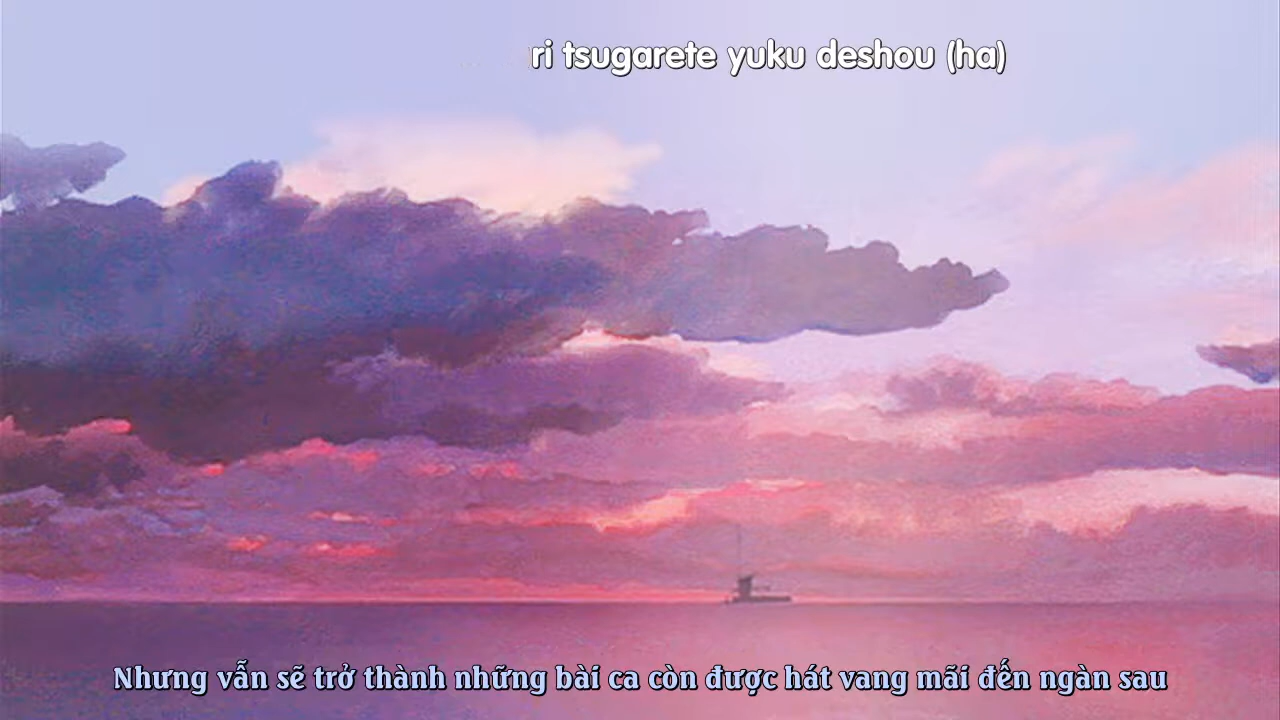 ri tsugarete yuku deshou (ha)
Nhưng vẫn sẽ trở thành những bài ca còn được hát vang mãi đến ngàn sau